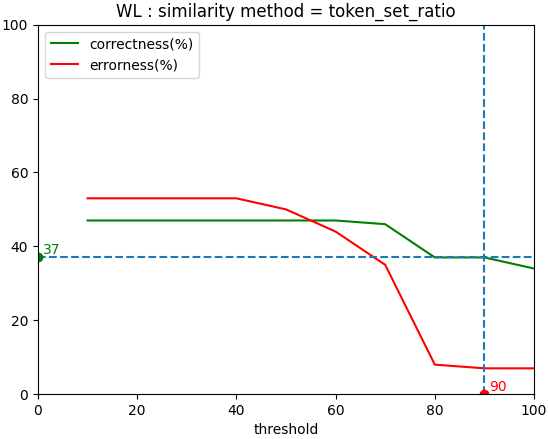 WL : similarity method = token_set_ratio
100
correctness(%)
errorness(%)
80
60
40
37
20
90
0
0 20 40 60 80 100
threshold